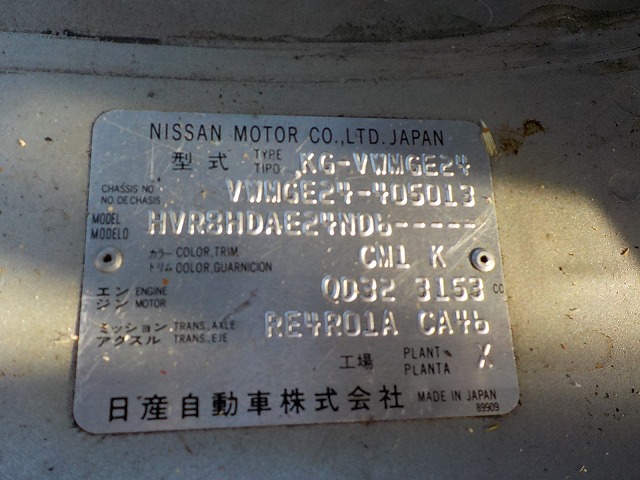 NISSAN MOTOR CO.,LTD. JAPAN
型式 TYPE TIPO KG-VWMGE24
CHASSIS NO. NO. DE CHASIS VWMGE24-405013
MODEL MODELO HVR8HDAE24N06-----
カラー トリム COLOR,TRIM COLOR,GUARNICION CM1 K
エンジン ENGINE MOTOR QD32 3153 CC
ミッション アクスル TRANS.,AXLE TRANS.,EJE RE4R01A CA46
工場 PLANT PLANTA X
日産自動車株式会社 MADE IN JAPAN
89909